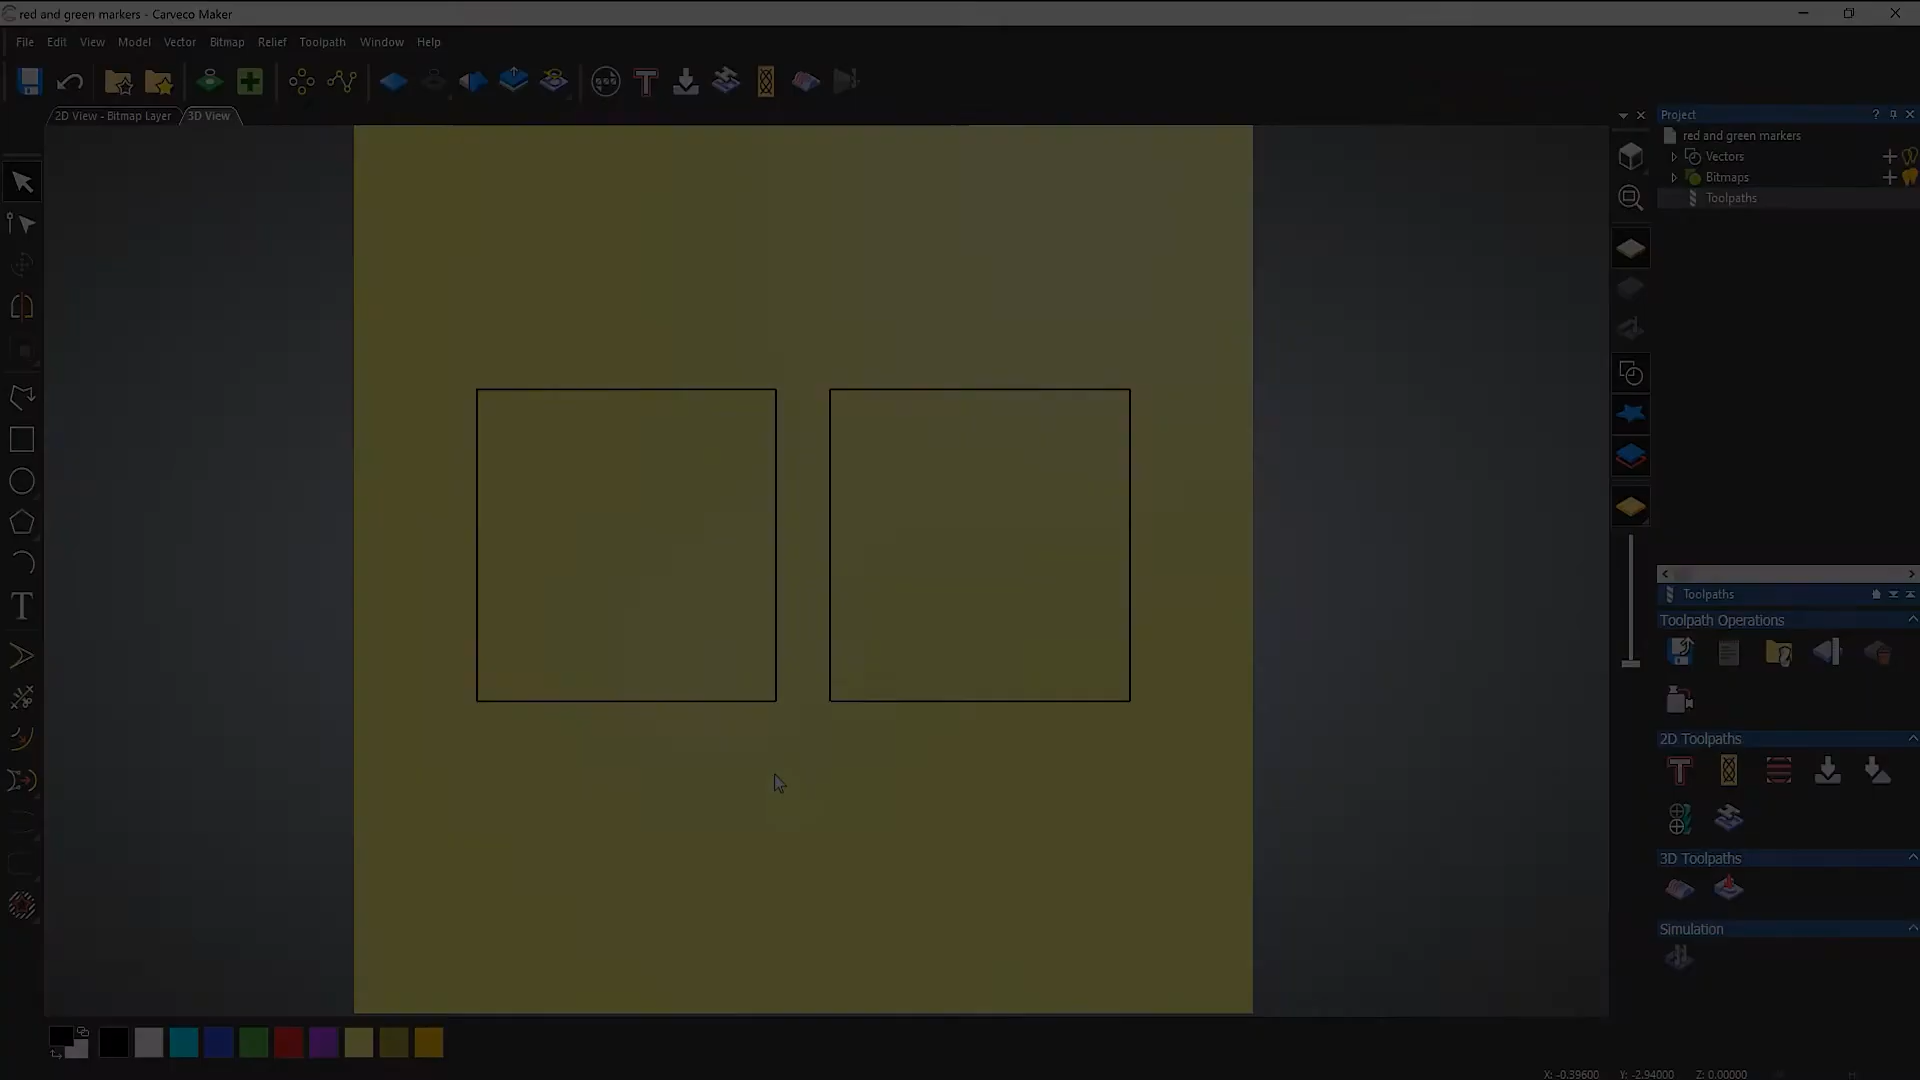 red and green markers - Carveco Maker
File Edit View Model Vector Bitmap Relief Toolpath Window Help
2D View - Bitmap Layer 3D View
Project
red and green markers
Vectors
Bitmaps
Toolpaths
Toolpaths
Toolpath Operations
2D Toolpaths
3D Toolpaths
Simulation
X: -0.39600 Y: -2.94000 Z: 0.00000